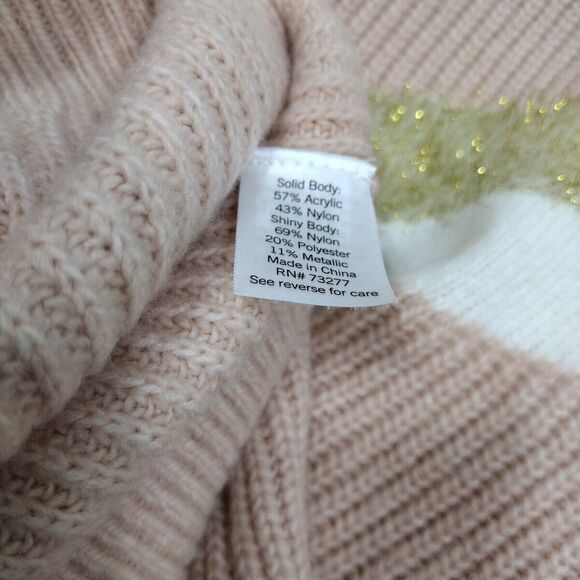 Solid Body:
57% Acrylic
43% Nylon
Shiny Body:
69% Nylon
20% Polyester
11% Metallic
Made in China
RN# 73277
See reverse for care